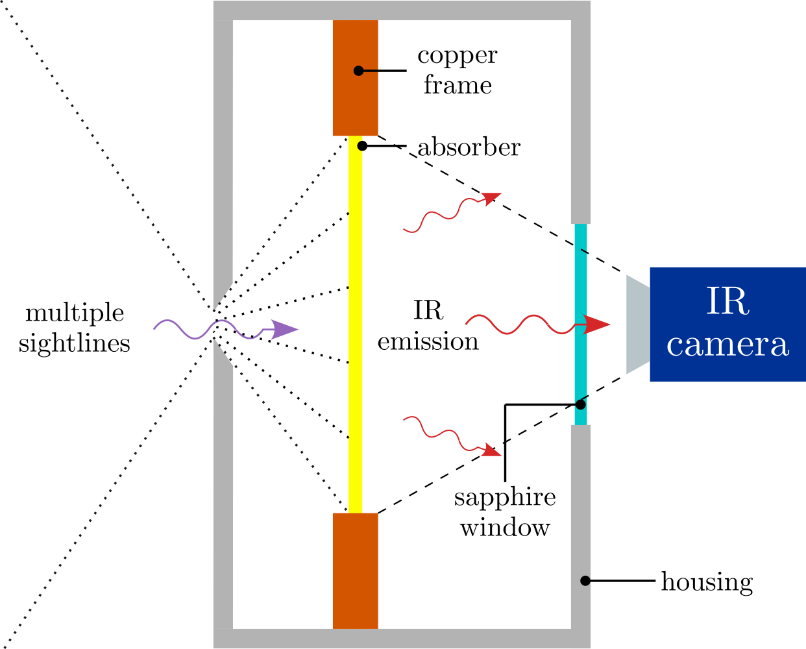 copper
frame
absorber
multiple
sightlines
IR
emission
IR
camera
sapphire
window
housing